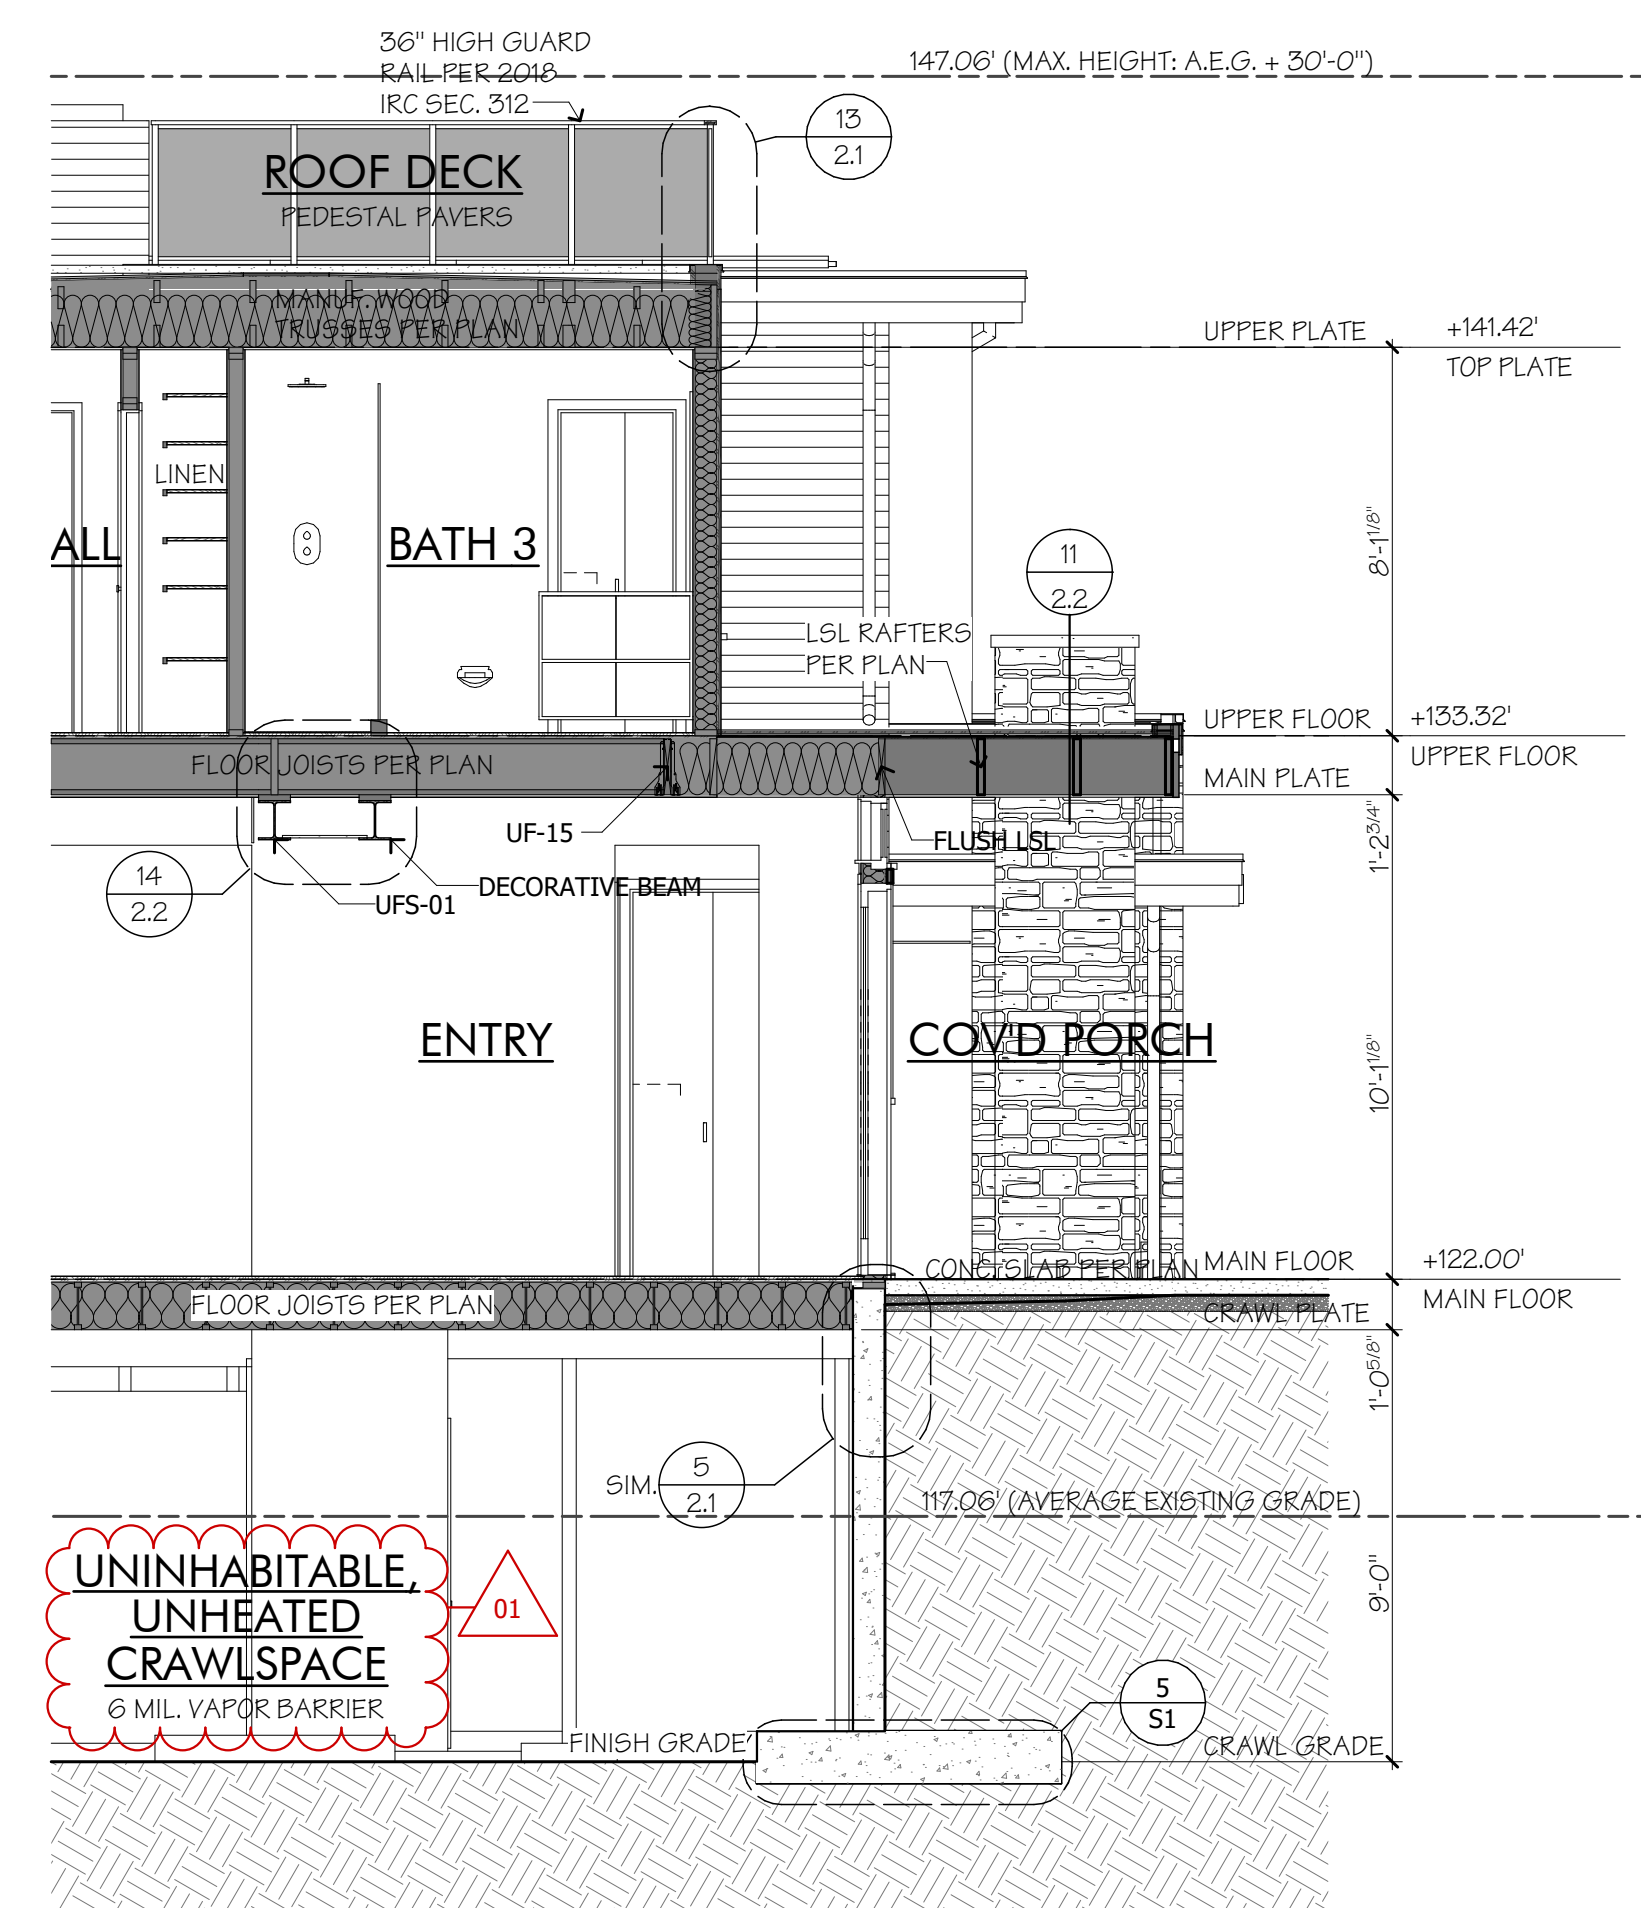 36" HIGH GUARD
RAIL PER 2018
IRC SEC. 312
147.06' (MAX. HEIGHT: A.E.G. + 30'-0")
13
2.1
ROOF DECK
PEDESTAL PAVERS
MANUF. WOOD
TRUSSES PER PLAN
UPPER PLATE
+141.42'
TOP PLATE
LINEN
ALL
BATH 3
8'-1 1/8"
11
2.2
LSL RAFTERS
PER PLAN
UPPER FLOOR
+133.32'
UPPER FLOOR
FLOOR JOISTS PER PLAN
MAIN PLATE
UF-15
FLUSH LSL
1'-2 3/4"
14
2.2
DECORATIVE BEAM
UFS-01
ENTRY
COV'D PORCH
10'-1 1/8"
CONC. SLAB PER PLAN
MAIN FLOOR
+122.00'
MAIN FLOOR
FLOOR JOISTS PER PLAN
CRAWL PLATE
1'-0 5/8"
SIM.
5
2.1
117.06' (AVERAGE EXISTING GRADE)
UNINHABITABLE,
UNHEATED
CRAWLSPACE
6 MIL. VAPOR BARRIER
01
9'-0"
5
S1
FINISH GRADE
CRAWL GRADE